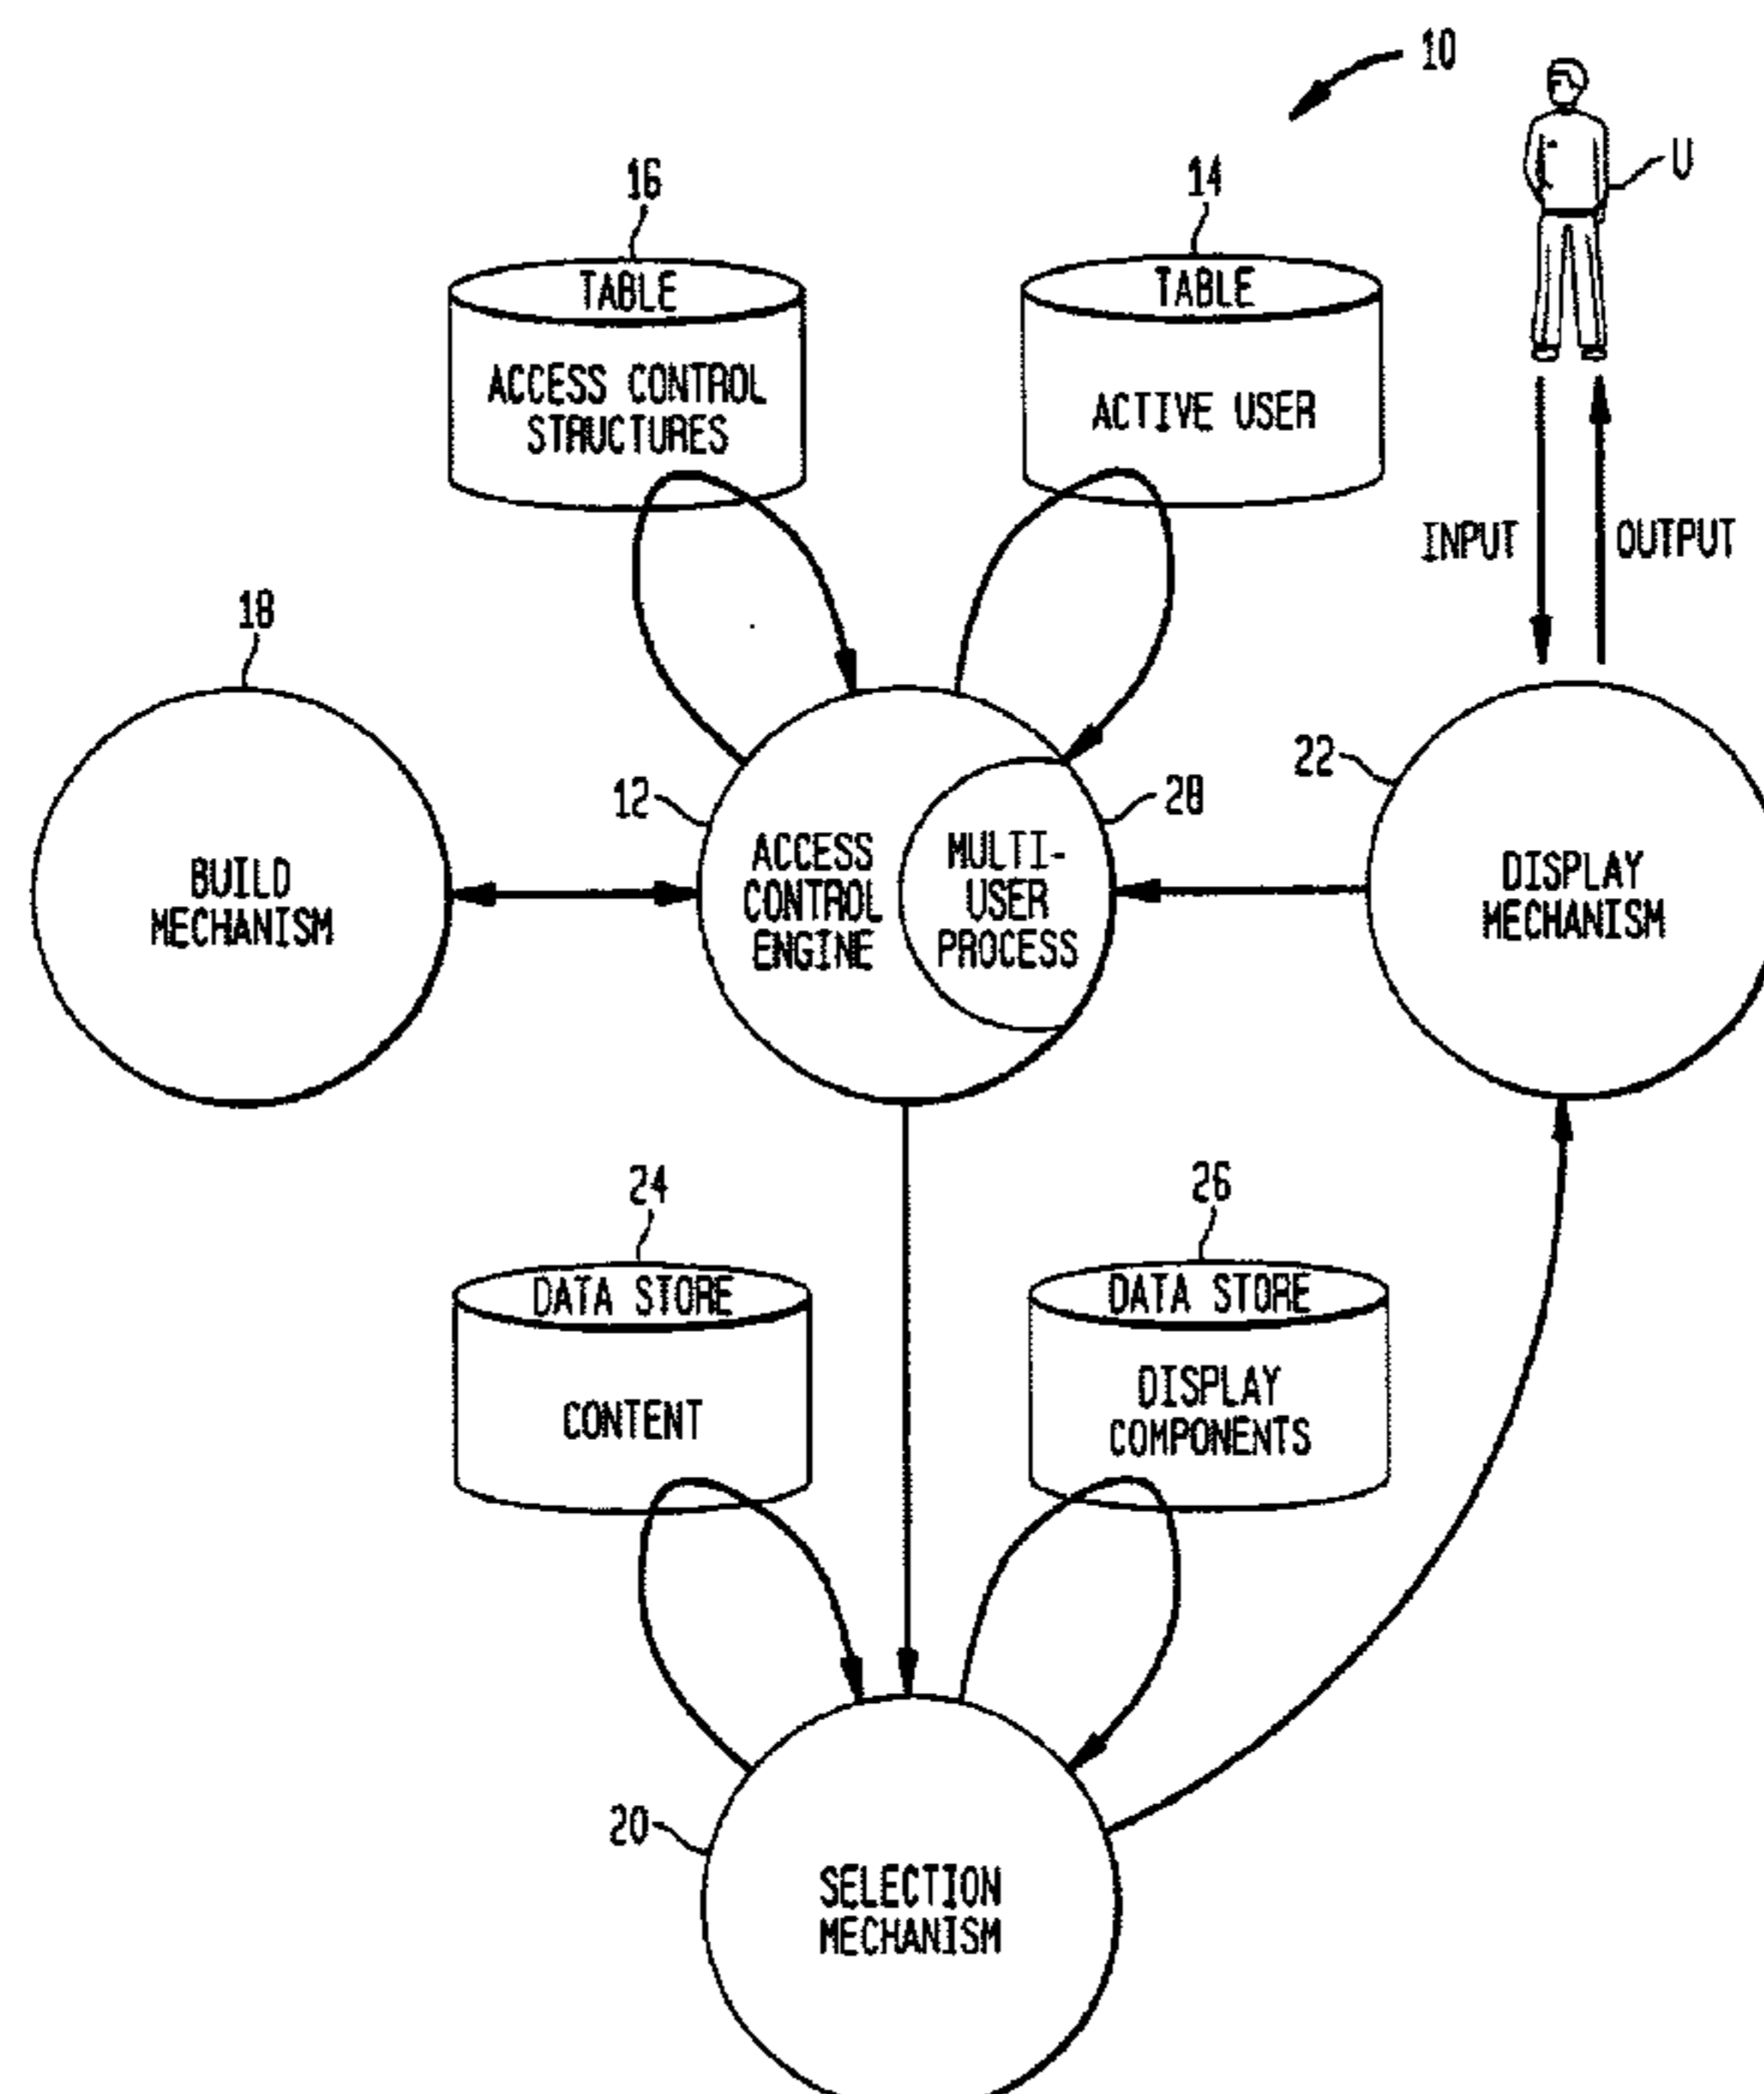 10
U
16
14
TABLE
TABLE
ACCESS CONTROL
STRUCTURES
ACTIVE USER
INPUT
OUTPUT
18
22
12
28
BUILD
MECHANISM
ACCESS
CONTROL
ENGINE
MULTI-
USER
PROCESS
DISPLAY
MECHANISM
24
26
DATA STORE
DATA STORE
CONTENT
DISPLAY
COMPONENTS
20
SELECTION
MECHANISM